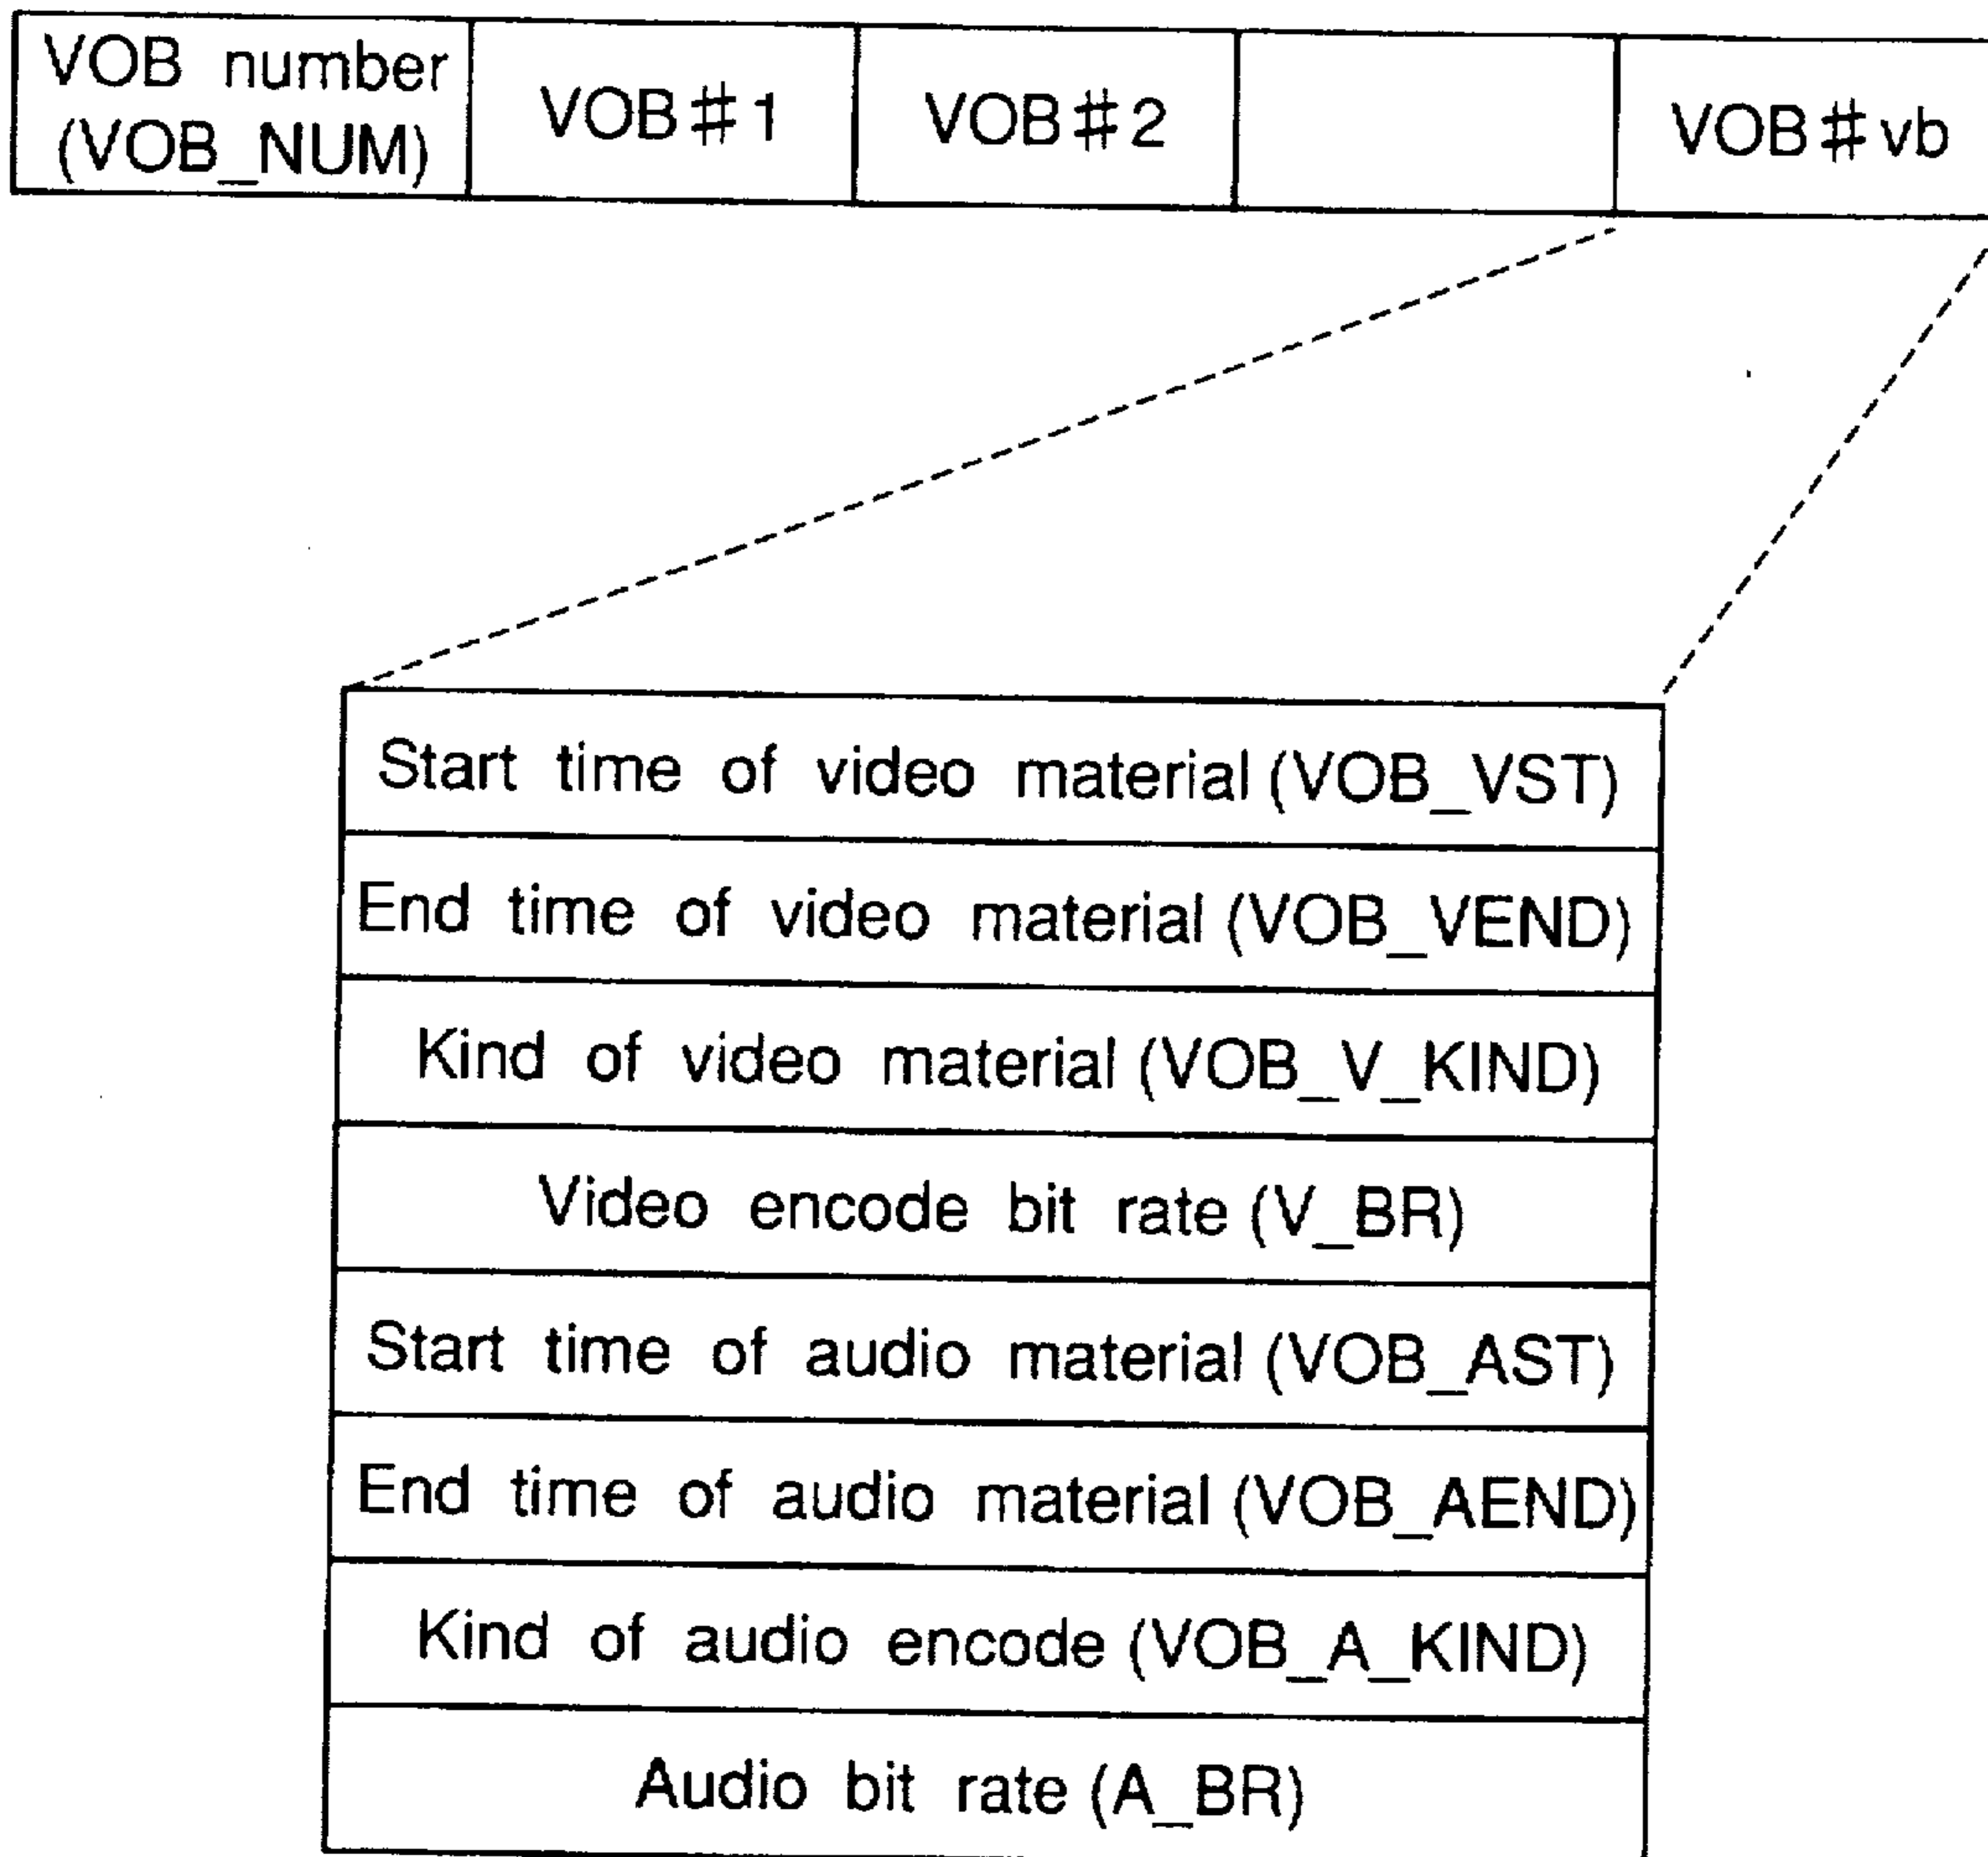 VOB number
(VOB_NUM)
VOB#1
VOB#2
VOB#vb
Start time of video material (VOB_VST)
End time of video material (VOB_VEND)
Kind of video material (VOB_V_KIND)
Video encode bit rate (V_BR)
Start time of audio material (VOB_AST)
End time of audio material (VOB_AEND)
Kind of audio encode (VOB_A_KIND)
Audio bit rate (A_BR)